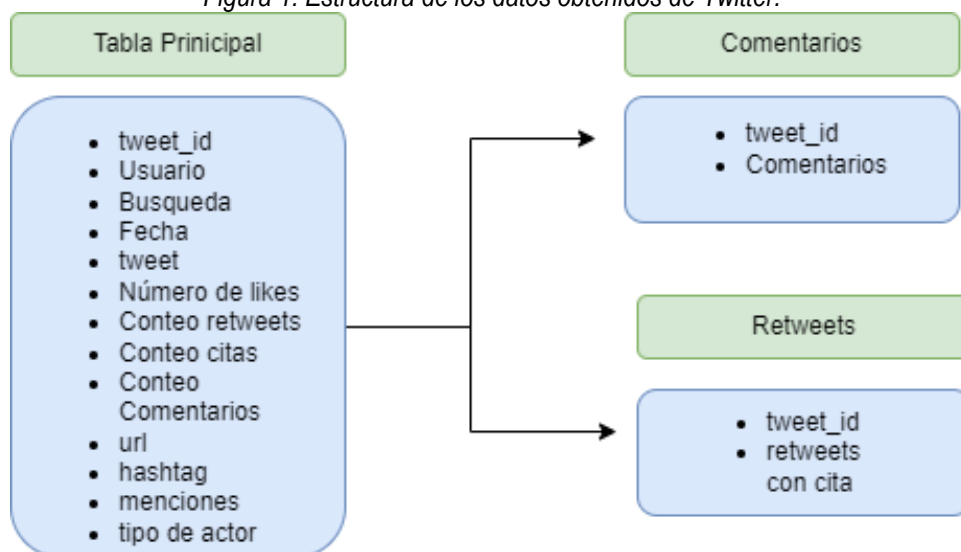 Figura 1. Estructura de los datos obtenidos de Twitter.
Tabla Prinicipal
tweet_id
Usuario
Busqueda
Fecha
tweet
Número de likes
Conteo retweets
Conteo citas
Conteo
Comentarios
url
hashtag
menciones
tipo de actor
Comentarios
tweet_id
Comentarios
Retweets
tweet_id
retweets
con cita